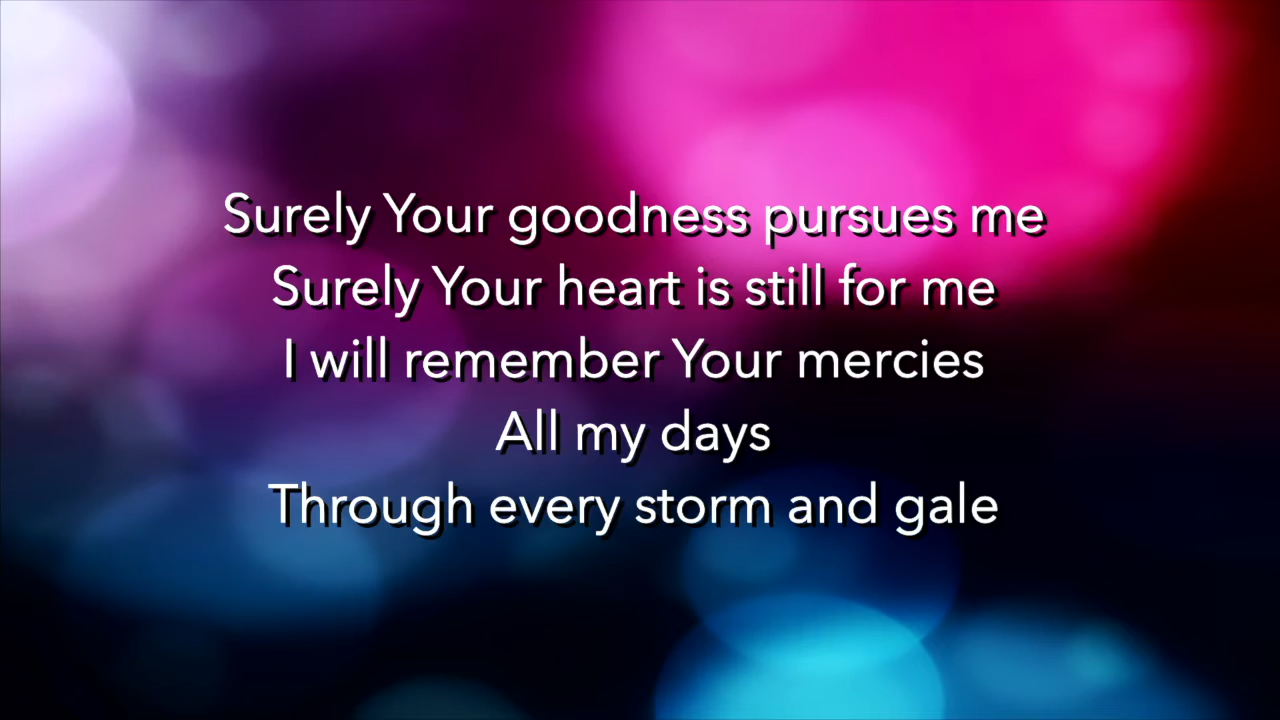 Surely Your goodness pursues me
Surely Your heart is still for me
I will remember Your mercies
All my days
Through every storm and gale